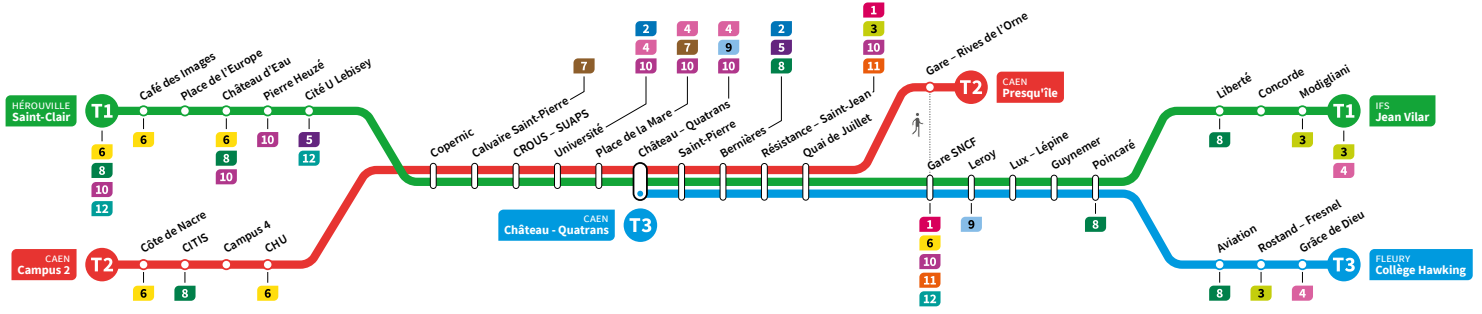 1
3
10
11
2
4
10
4
7
10
4
9
10
2
5
8
7
HÉROUVILLE
Saint-Clair
T1
Café des Images
Place de l'Europe
Château d'Eau
Pierre Heuzé
Cité U Lebisey
6
8
10
12
6
6
8
10
10
5
12
CAEN
Campus 2
T2
Côte de Nacre
CITIS
Campus 4
CHU
6
8
6
Copernic
Calvaire Saint-Pierre
CROUS – SUAPS
Université
Place de la Mare
Château – Quatrans
Saint-Pierre
Bernières
Résistance – Saint-Jean
Quai de Juillet
CAEN
Château - Quatrans
T3
Gare – Rives de l'Orne
T2
CAEN
Presqu'île
Gare SNCF
Leroy
Lux – Lépine
Guynemer
Poincaré
1
6
10
11
12
9
8
Liberté
Concorde
Modigliani
T1
IFS
Jean Vilar
8
3
3
4
Aviation
Rostand – Fresnel
Grâce de Dieu
T3
FLEURY
Collège Hawking
8
3
4